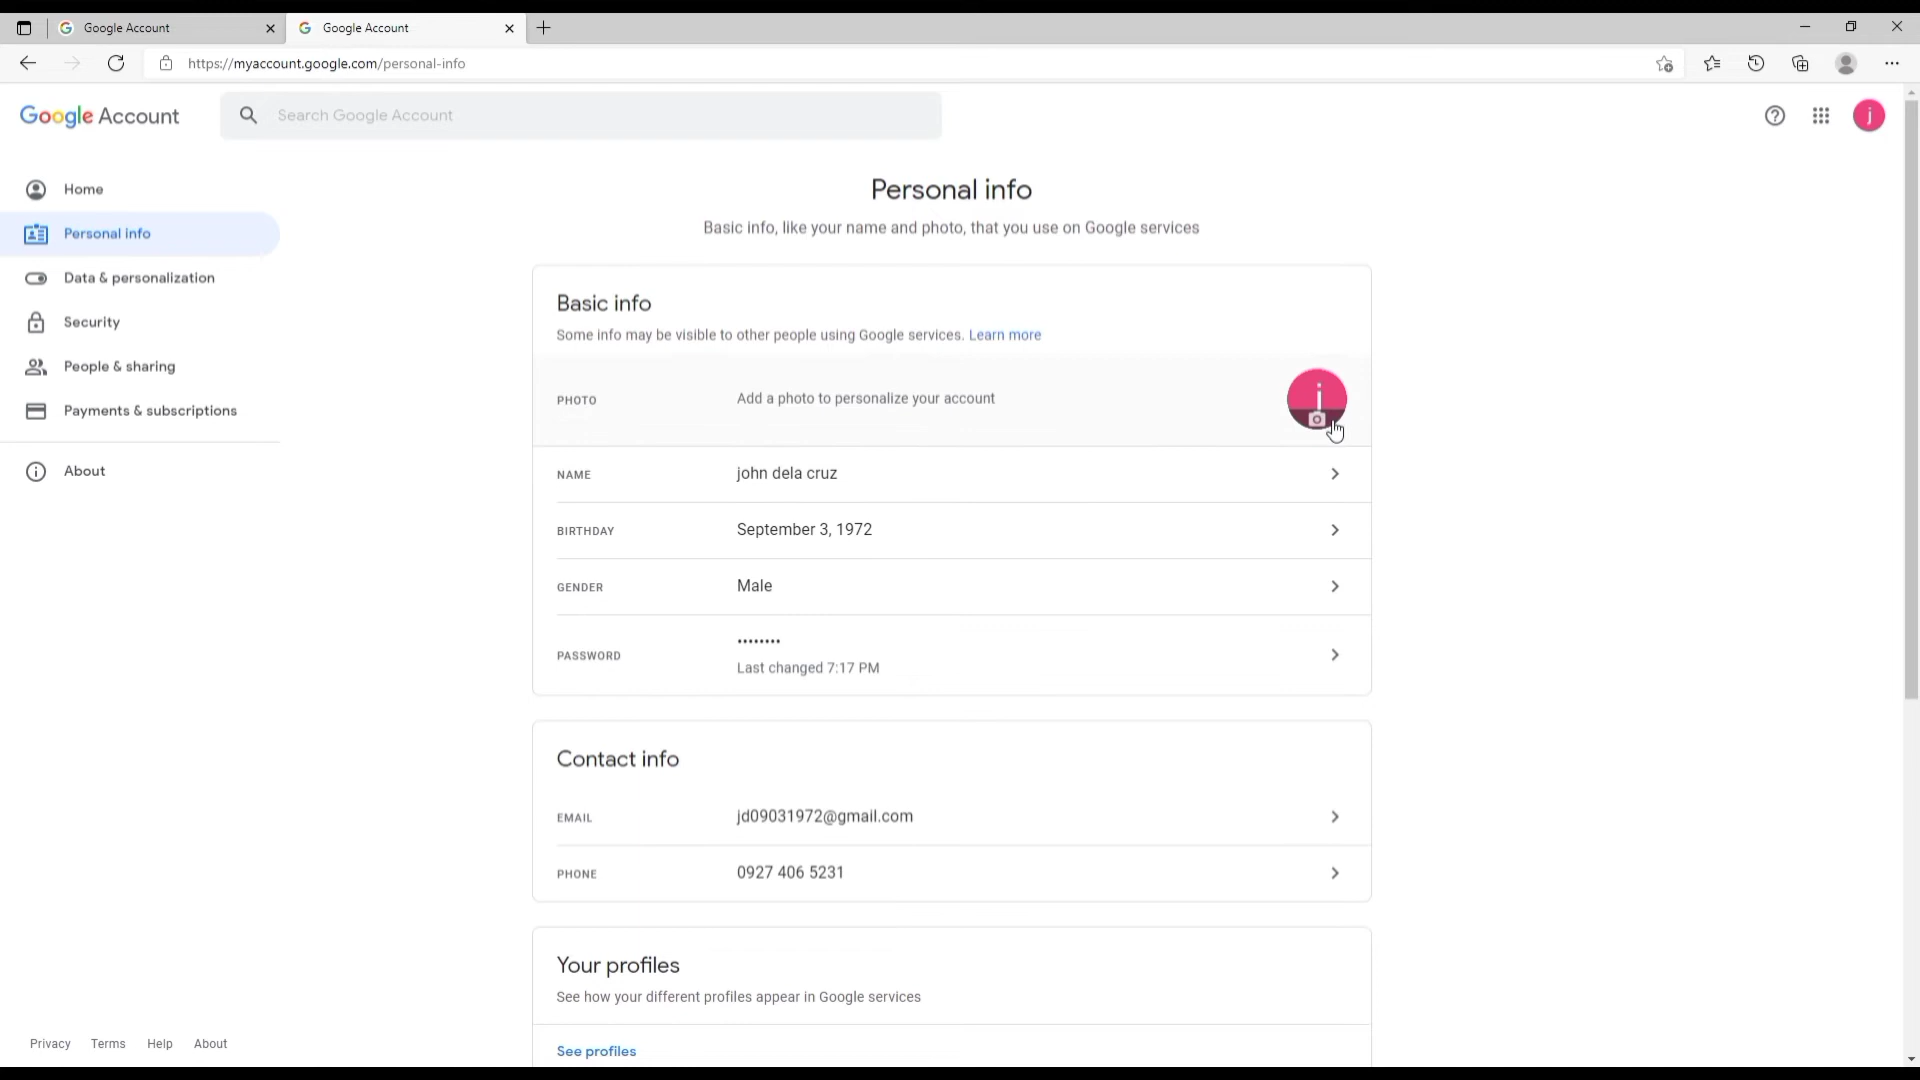 Google Account
Google Account
https://myaccount.google.com/personal-info
Google Account
Search Google Account
j
Home
Personal info
Data & personalization
Security
People & sharing
Payments & subscriptions
About
Personal info
Basic info, like your name and photo, that you use on Google services
Basic info
Some info may be visible to other people using Google services. Learn more
PHOTO
Add a photo to personalize your account
j
NAME
john dela cruz
BIRTHDAY
September 3, 1972
GENDER
Male
PASSWORD
••••••••
Last changed 7:17 PM
Contact info
EMAIL
jd09031972@gmail.com
PHONE
0927 406 5231
Your profiles
See how your different profiles appear in Google services
See profiles
Privacy Terms Help About